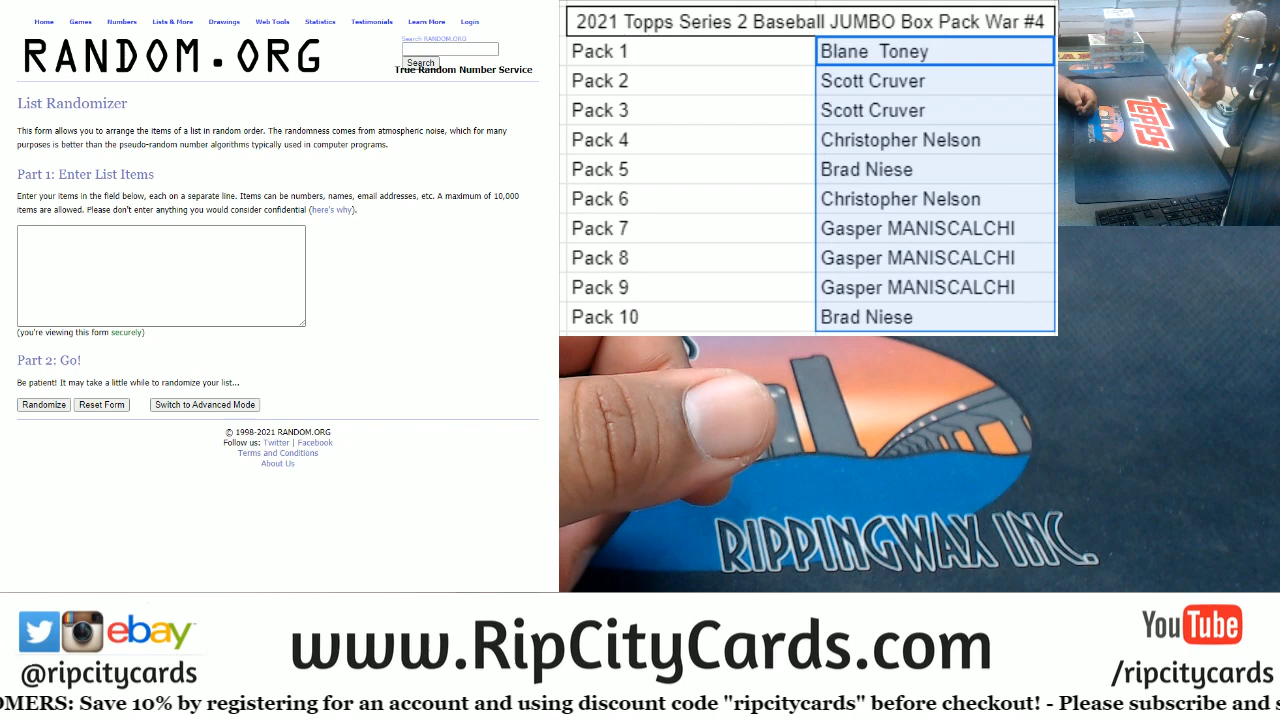 Home Games Numbers Lists & More Drawings Web Tools Statistics Testimonials Learn More Login
RANDOM.ORG
Search RANDOM.ORG
Search
True Random Number Service
List Randomizer
This form allows you to arrange the items of a list in random order. The randomness comes from atmospheric noise, which for many
purposes is better than the pseudo-random number algorithms typically used in computer programs.
Part 1: Enter List Items
Enter your items in the field below, each on a separate line. Items can be numbers, names, email addresses, etc. A maximum of 10,000
items are allowed. Please don't enter anything you would consider confidential (here's why).
(you're viewing this form securely)
Part 2: Go!
Be patient! It may take a little while to randomize your list...
Randomize Reset Form Switch to Advanced Mode
© 1998-2021 RANDOM.ORG
Follow us: Twitter | Facebook
Terms and Conditions
About Us
2021 Topps Series 2 Baseball JUMBO Box Pack War #4
Pack 1 Blane Toney
Pack 2 Scott Cruver
Pack 3 Scott Cruver
Pack 4 Christopher Nelson
Pack 5 Brad Niese
Pack 6 Christopher Nelson
Pack 7 Gasper MANISCALCHI
Pack 8 Gasper MANISCALCHI
Pack 9 Gasper MANISCALCHI
Pack 10 Brad Niese
topps
RIPPINGWAX INC.
ebay
@ripcitycards
www.RipCityCards.com
YouTube
/ripcitycards
OMERS: Save 10% by registering for an account and using discount code "ripcitycards" before checkout! - Please subscribe and s